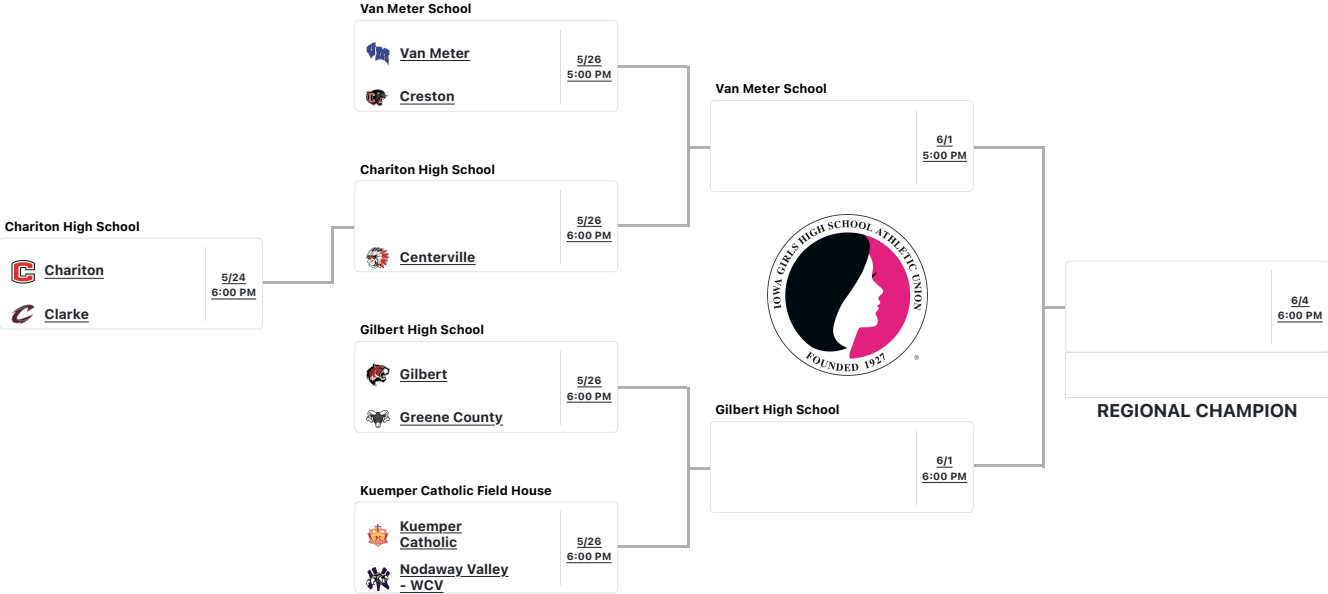 Van Meter School
Van Meter
5/26
5:00 PM
Creston
Van Meter School
6/1
5:00 PM
Chariton High School
5/26
6:00 PM
Centerville
Chariton High School
Chariton
5/24
6:00 PM
Clarke
IOWA GIRLS HIGH SCHOOL ATHLETIC UNION
FOUNDED 1927
®
6/4
6:00 PM
REGIONAL CHAMPION
Gilbert High School
Gilbert
5/26
6:00 PM
Greene County
Gilbert High School
6/1
6:00 PM
Kuemper Catholic Field House
Kuemper
Catholic
5/26
6:00 PM
Nodaway Valley
- WCV